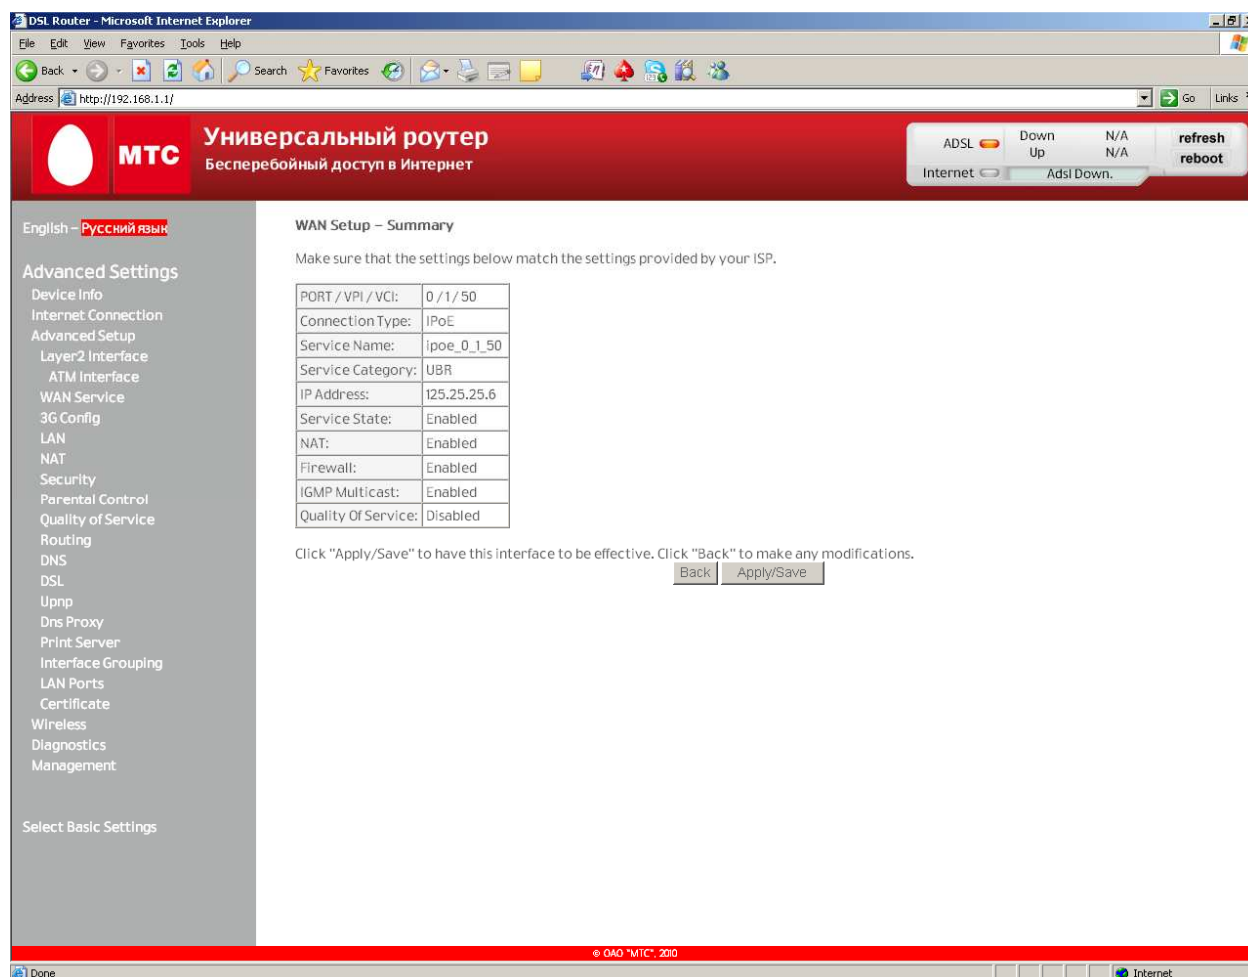 DSL Router - Microsoft Internet Explorer
File Edit View Favorites Tools Help
Back Search Favorites
Address http://192.168.1.1/ Go Links
МТС
Универсальный роутер
Бесперебойный доступ в Интернет
ADSL Down N/A refresh
Up N/A reboot
Internet Adsl Down.
English – Русский язык
Advanced Settings
Device Info
Internet Connection
Advanced Setup
Layer2 Interface
ATM Interface
WAN Service
3G Config
LAN
NAT
Security
Parental Control
Quality of Service
Routing
DNS
DSL
Upnp
Dns Proxy
Print Server
Interface Grouping
LAN Ports
Certificate
Wireless
Diagnostics
Management
Select Basic Settings
WAN Setup – Summary
Make sure that the settings below match the settings provided by your ISP.
PORT / VPI / VCI: 0 /1/ 50
Connection Type: IPoE
Service Name: ipoe_0_1_50
Service Category: UBR
IP Address: 125.25.25.6
Service State: Enabled
NAT: Enabled
Firewall: Enabled
IGMP Multicast: Enabled
Quality Of Service: Disabled
Click "Apply/Save" to have this interface to be effective. Click "Back" to make any modifications.
Back Apply/Save
© ОАО "МТС", 2010
Done Internet